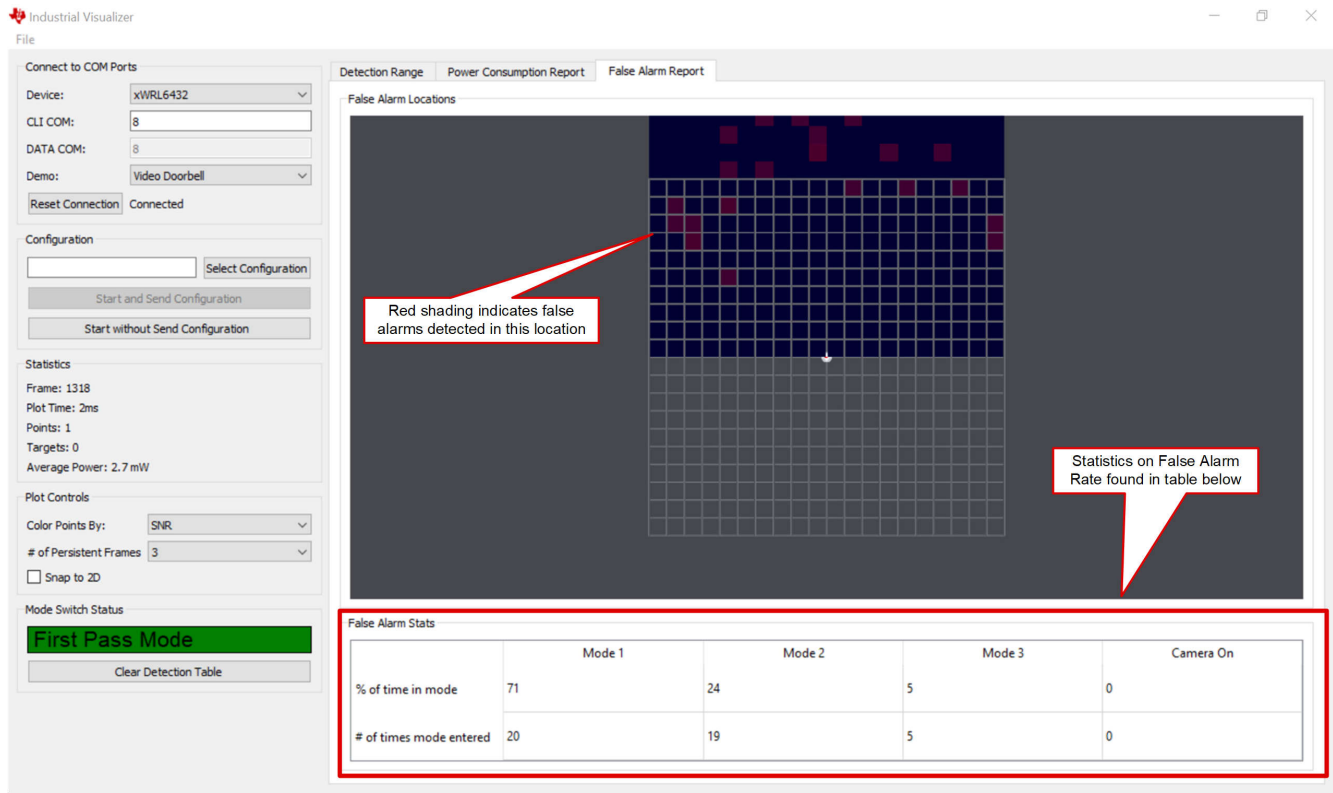 Industrial Visualizer
File
Connect to COM Ports
Device: xWRL6432
CLI COM: 8
DATA COM: 8
Demo: Video Doorbell
Reset Connection Connected
Configuration
Select Configuration
Start and Send Configuration
Start without Send Configuration
Statistics
Frame: 1318
Plot Time: 2ms
Points: 1
Targets: 0
Average Power: 2.7 mW
Plot Controls
Color Points By: SNR
# of Persistent Frames 3
Snap to 2D
Mode Switch Status
First Pass Mode
Clear Detection Table
Detection Range Power Consumption Report False Alarm Report
False Alarm Locations
Red shading indicates false
alarms detected in this location
Statistics on False Alarm
Rate found in table below
False Alarm Stats
Mode 1 Mode 2 Mode 3 Camera On
% of time in mode 71 24 5 0
# of times mode entered 20 19 5 0